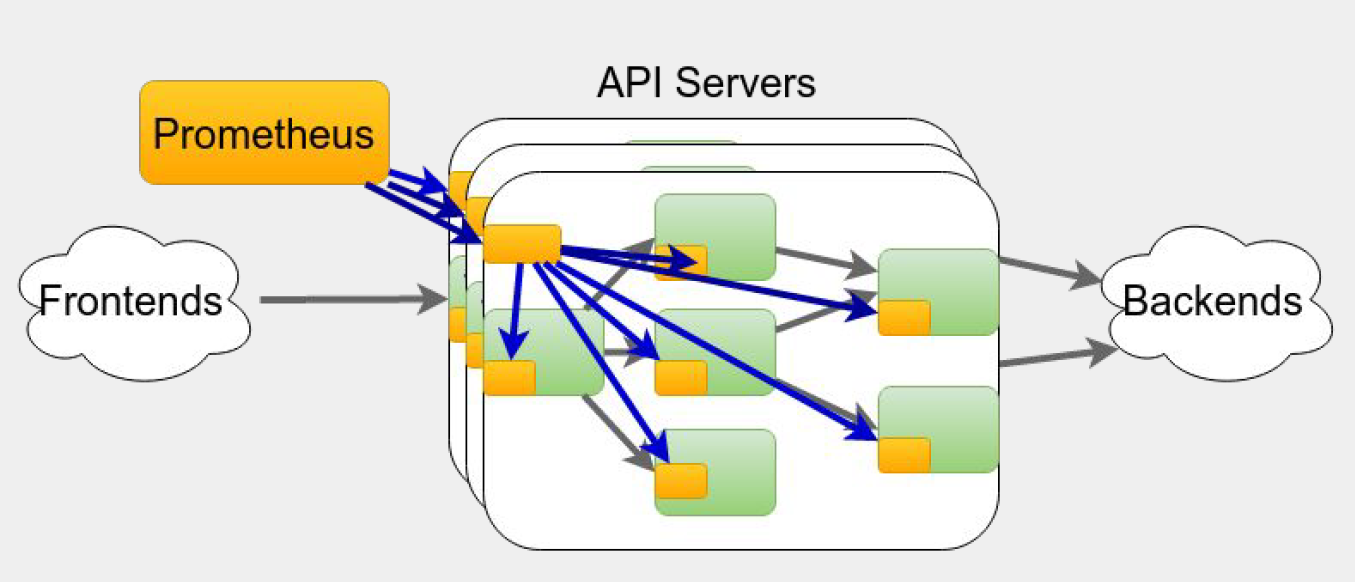 API Servers
Prometheus
Frontends
Backends